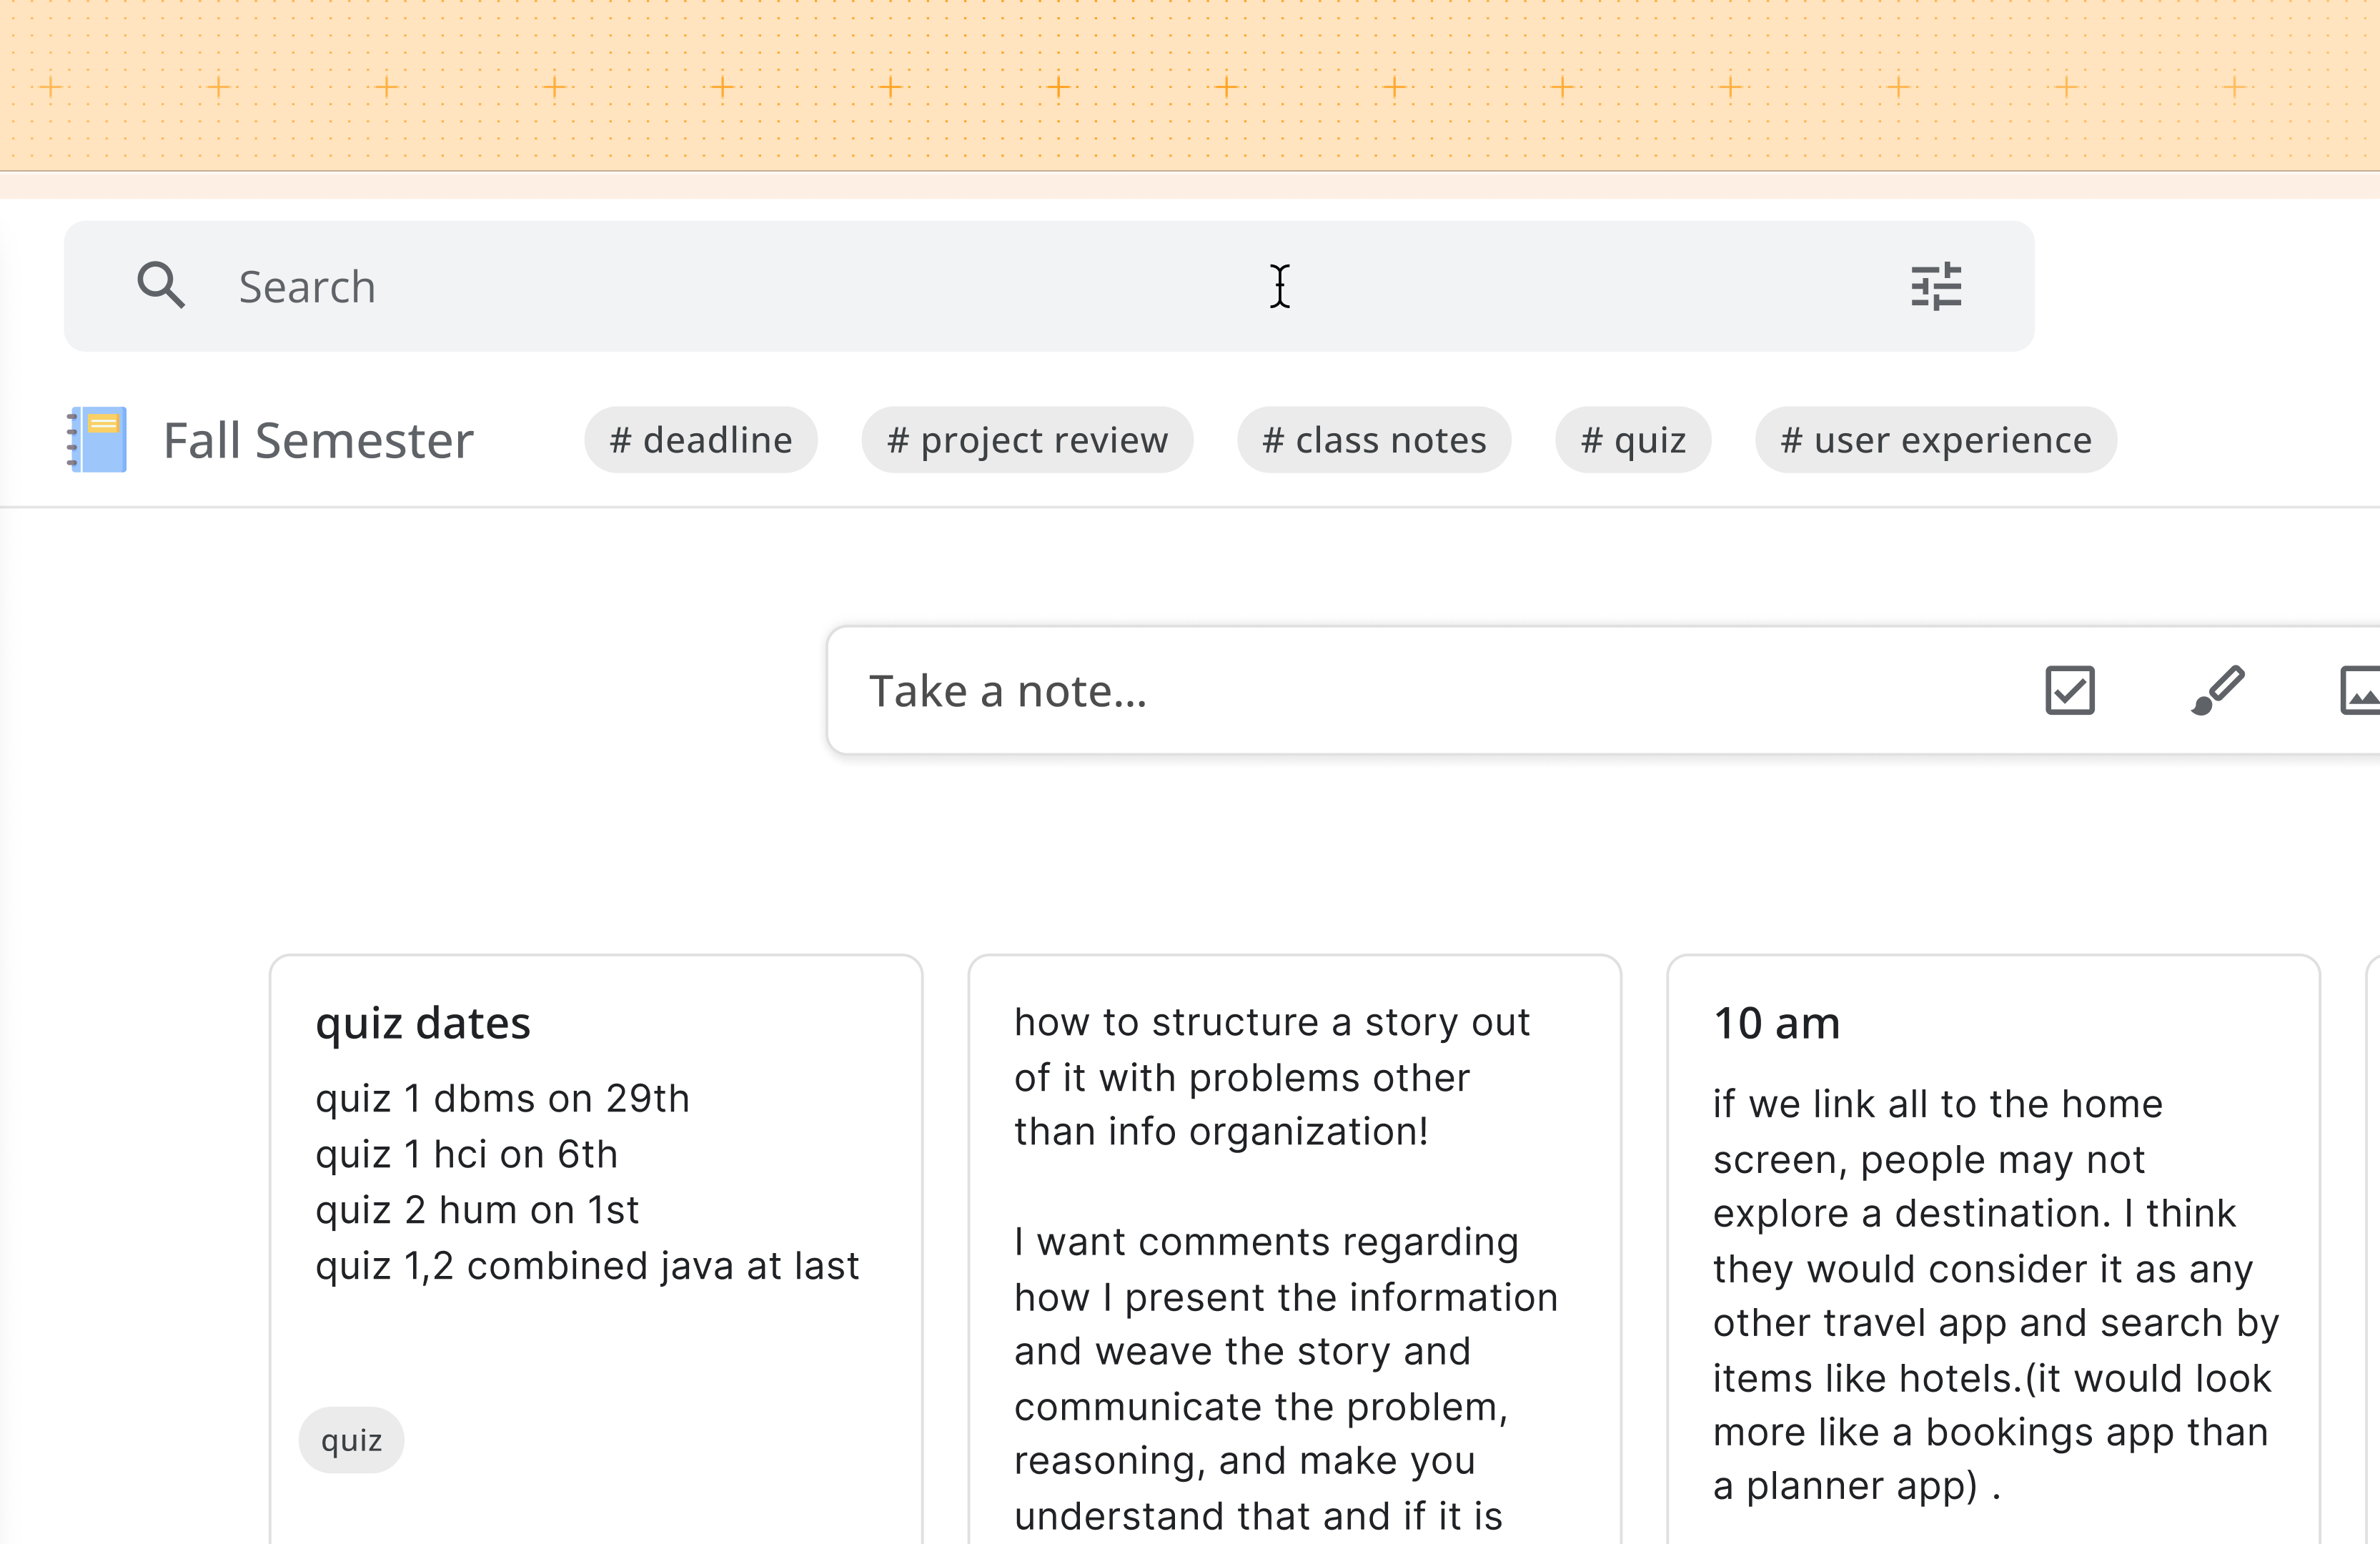 Search
Fall Semester
# deadline
# project review
# class notes
# quiz
# user experience
Take a note...
quiz dates
quiz 1 dbms on 29th
quiz 1 hci on 6th
quiz 2 hum on 1st
quiz 1,2 combined java at last
quiz
how to structure a story out
of it with problems other
than info organization!
I want comments regarding
how I present the information
and weave the story and
communicate the problem,
reasoning, and make you
understand that and if it is
10 am
if we link all to the home
screen, people may not
explore a destination. I think
they would consider it as any
other travel app and search by
items like hotels.(it would look
more like a bookings app than
a planner app) .